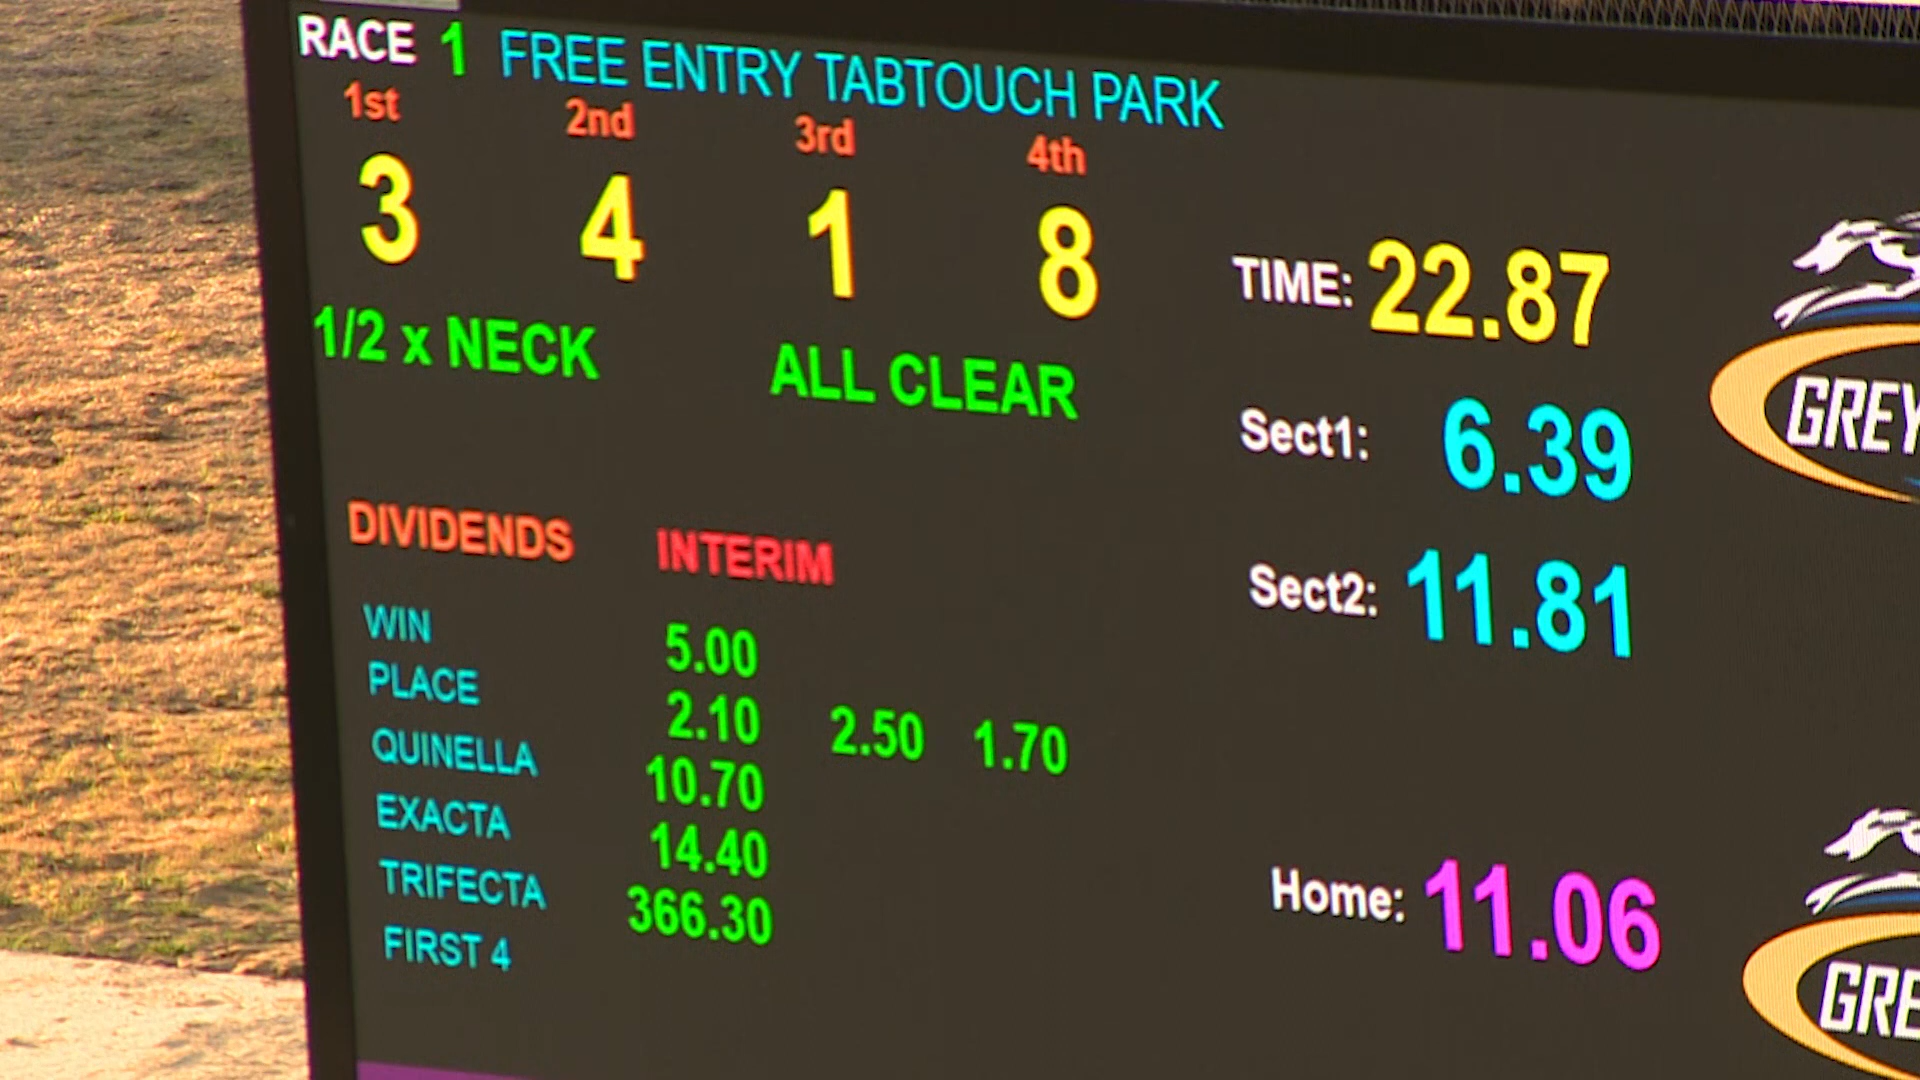 RACE 1 FREE ENTRY TABTOUCH PARK
1st 2nd 3rd 4th
3 4 1 8
1/2 x NECK ALL CLEAR
TIME: 22.87
Sect1: 6.39
Sect2: 11.81
Home: 11.06
DIVIDENDS INTERIM
WIN 5.00
PLACE 2.10 2.50 1.70
QUINELLA 10.70
EXACTA 14.40
TRIFECTA 366.30
FIRST 4